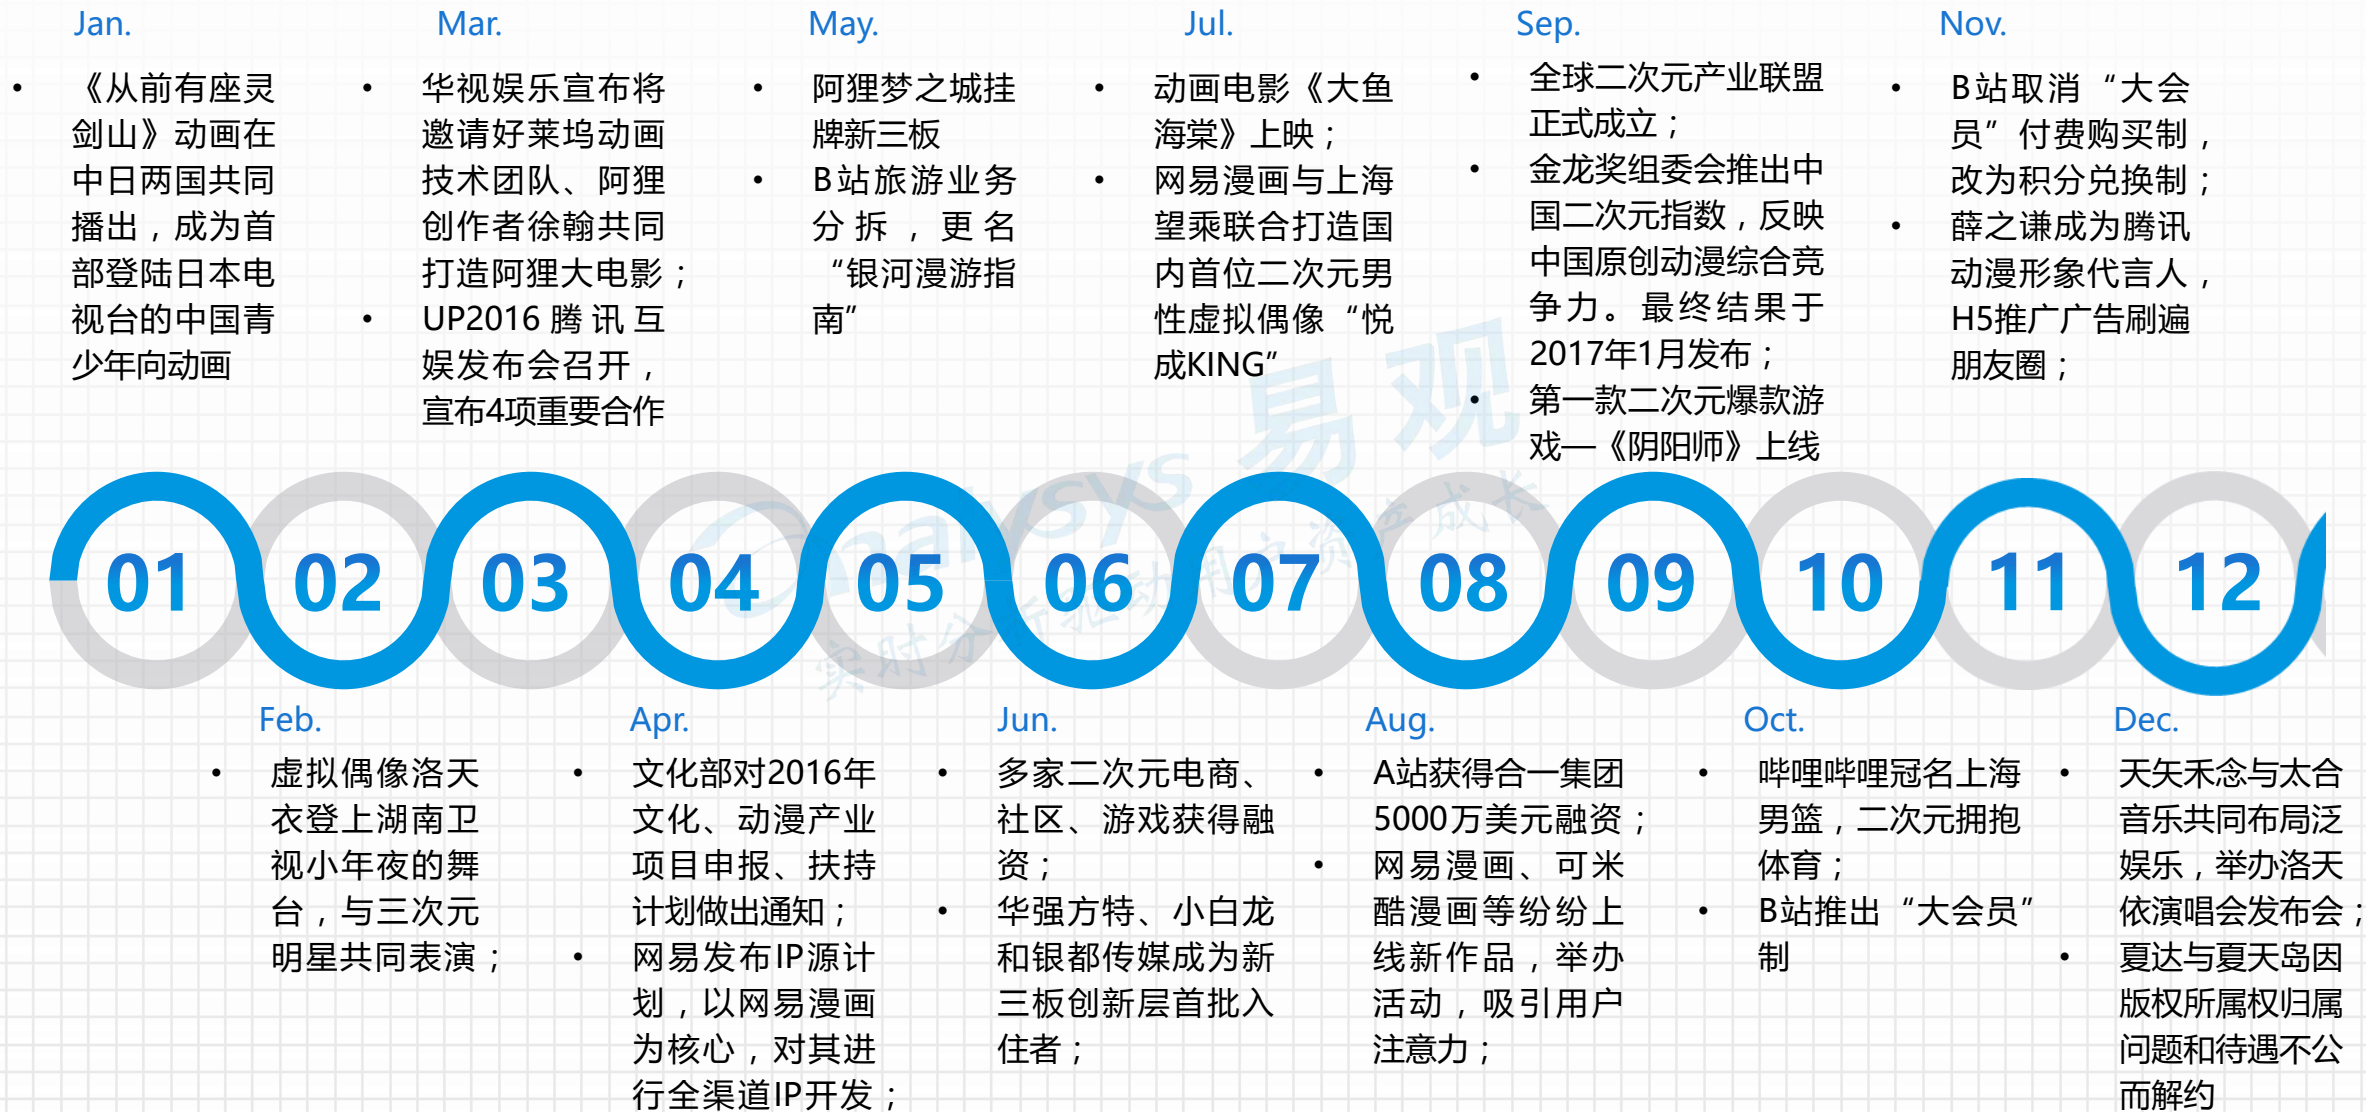 Jan.
• 《从前有座灵
剑山》动画在
中日两国共同
播出，成为首
部登陆日本电
视台的中国青
少年向动画
Mar.
• 华视娱乐宣布将
邀请好莱坞动画
技术团队、阿狸
创作者徐翰共同
打造阿狸大电影；
• UP2016腾讯互
娱发布会召开，
宣布4项重要合作
May.
• 阿狸梦之城挂
牌新三板
• B站旅游业务
分拆，更名
“银河漫游指
南”
Jul.
• 动画电影《大鱼
海棠》上映；
• 网易漫画与上海
望乘联合打造国
内首位二次元男
性虚拟偶像“悦
成KING”
Sep.
• 全球二次元产业联盟
正式成立；
• 金龙奖组委会推出中
国二次元指数，反映
中国原创动漫综合竞
争力。最终结果于
2017年1月发布；
• 第一款二次元爆款游
戏—《阴阳师》上线
Nov.
• B站取消“大会
员”付费购买制，
改为积分兑换制；
• 薛之谦成为腾讯
动漫形象代言人，
H5推广广告刷遍
朋友圈；
Analysys 易观
实时分析驱动用户资产成长
01 02 03 04 05 06 07 08 09 10 11 12
Feb.
• 虚拟偶像洛天
衣登上湖南卫
视小年夜的舞
台，与三次元
明星共同表演；
Apr.
• 文化部对2016年
文化、动漫产业
项目申报、扶持
计划做出通知；
• 网易发布IP源计
划，以网易漫画
为核心，对其进
行全渠道IP开发；
Jun.
• 多家二次元电商、
社区、游戏获得融
资；
• 华强方特、小白龙
和银都传媒成为新
三板创新层首批入
住者；
Aug.
• A站获得合一集团
5000万美元融资；
• 网易漫画、可米
酷漫画等纷纷上
线新作品，举办
活动，吸引用户
注意力；
Oct.
• 哔哩哔哩冠名上海
男篮，二次元拥抱
体育；
• B站推出“大会员”
制
Dec.
• 天矢禾念与太合
音乐共同布局泛
娱乐，举办洛天
依演唱会发布会；
• 夏达与夏天岛因
版权所属权归属
问题和待遇不公
而解约